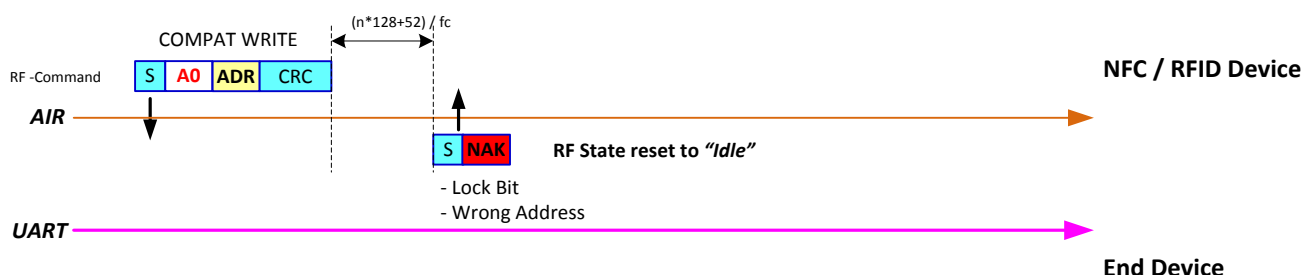 (n*128+52) / fc
COMPAT WRITE
RF -Command
S A0 ADR CRC
NFC / RFID Device
AIR
S NAK
RF State reset to “Idle”
- Lock Bit
- Wrong Address
UART
End Device